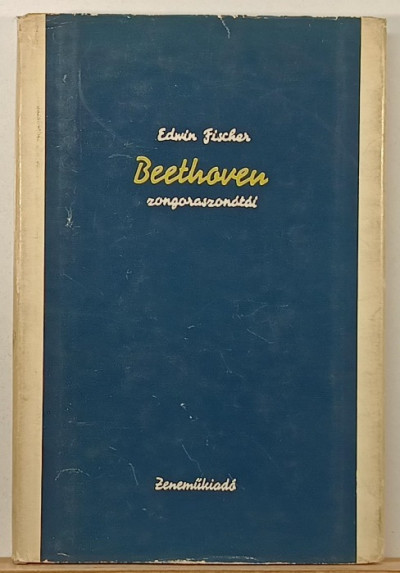 Edwin Fischer
Beethoven
zongoraszonátái
Zeneműkiadó